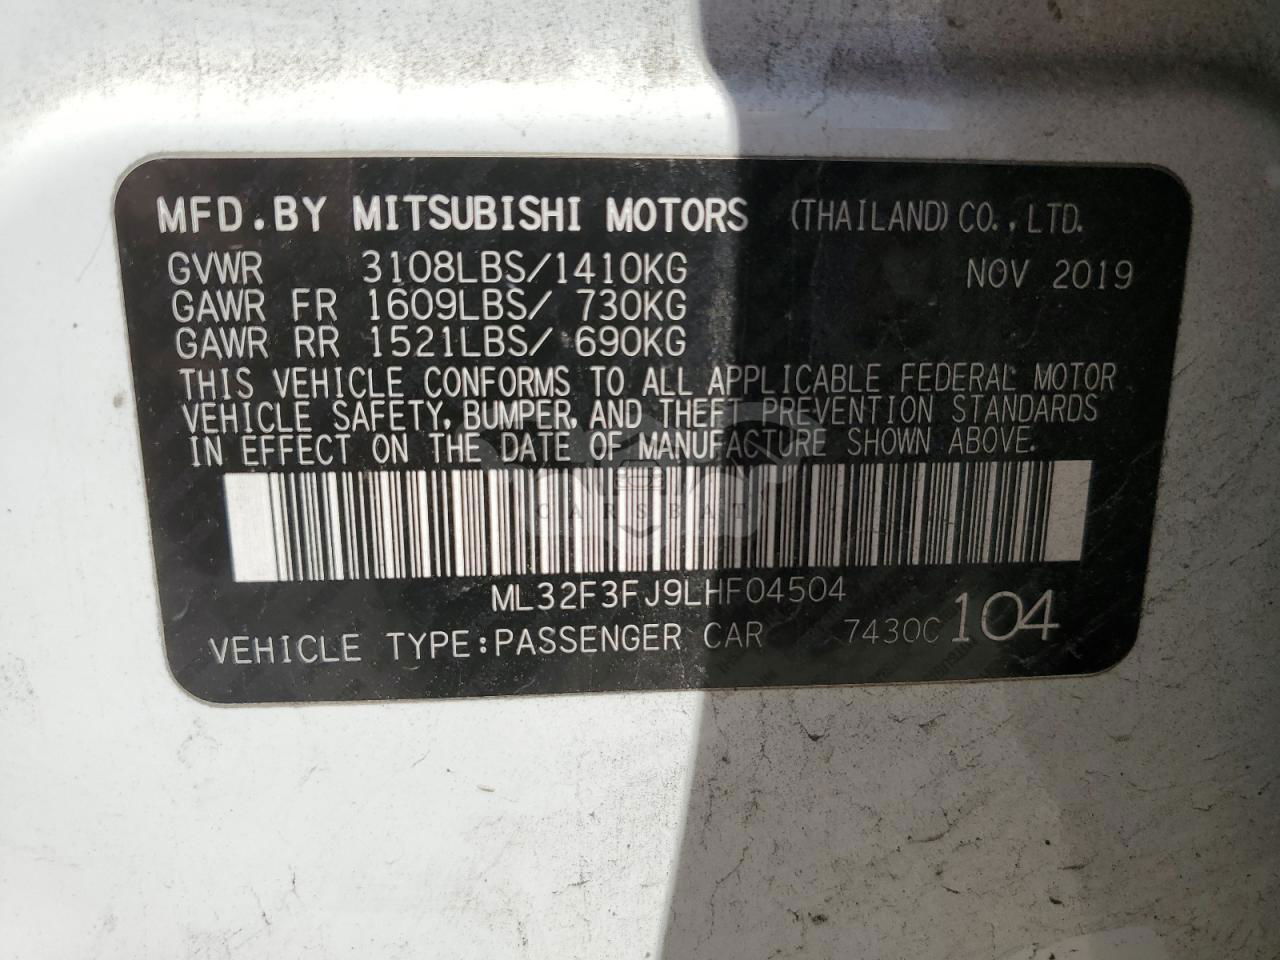 MFD.BY MITSUBISHI MOTORS (THAILAND) CO.,LTD.
GVWR 3108LBS/1410KG NOV 2019
GAWR FR 1609LBS/ 730KG
GAWR RR 1521LBS/ 690KG
THIS VEHICLE CONFORMS TO ALL APPLICABLE FEDERAL MOTOR
VEHICLE SAFETY, BUMPER, AND THEFT PREVENTION STANDARDS
IN EFFECT ON THE DATE OF MANUFACTURE SHOWN ABOVE.
CARSBAT
ML32F3FJ9LHF04504
VEHICLE TYPE:PASSENGER CAR 7430C 104